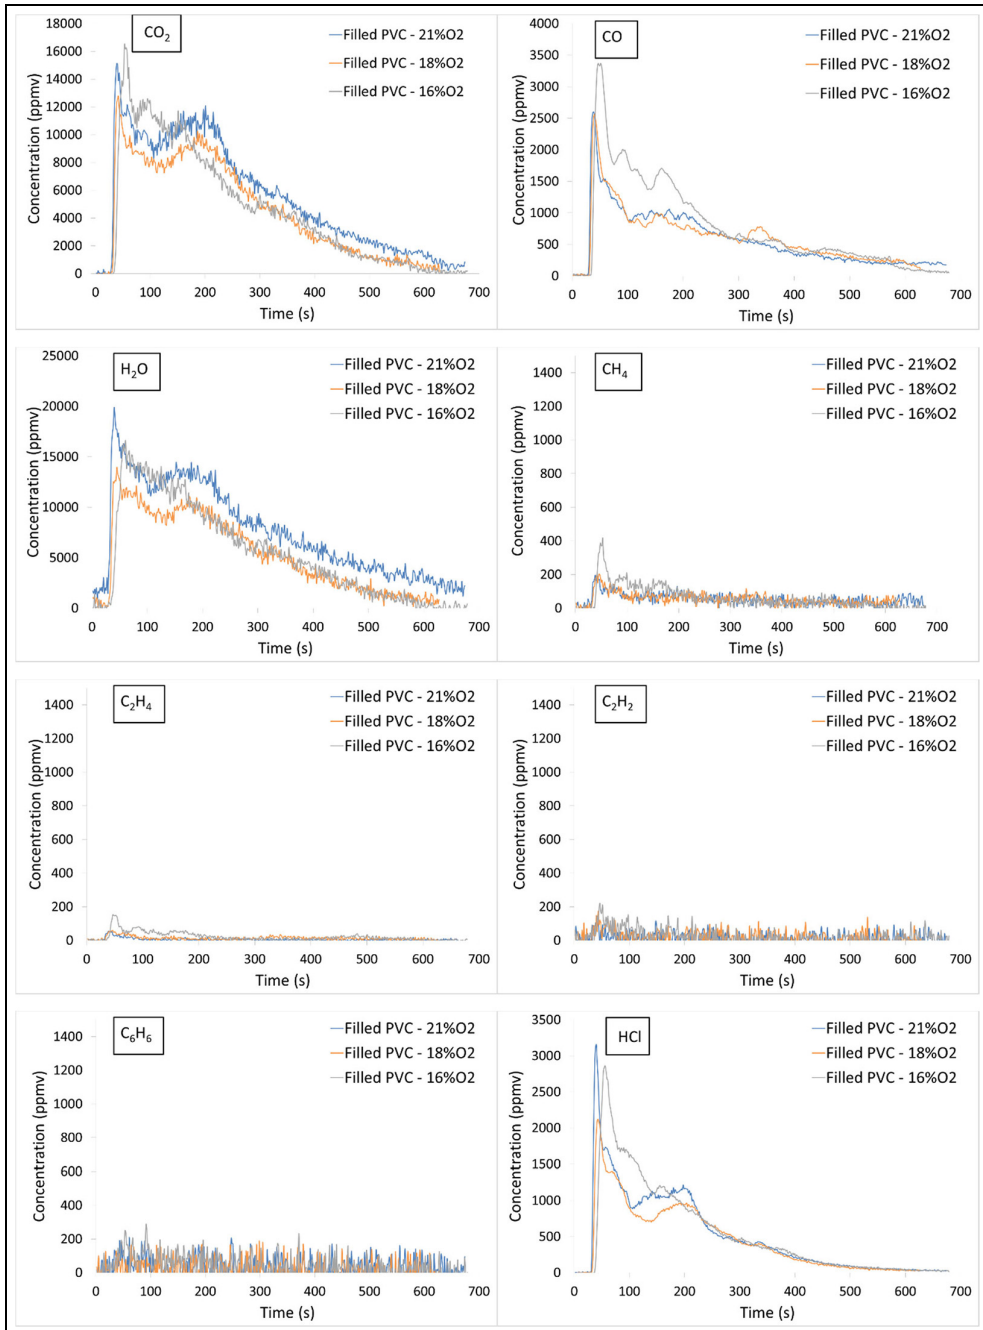 CO2
Filled PVC - 21%O2
Filled PVC - 18%O2
Filled PVC - 16%O2
Concentration (ppmv)
18000
16000
14000
12000
10000
8000
6000
4000
2000
0
0 100 200 300 400 500 600 700
Time (s)
CO
Filled PVC - 21%O2
Filled PVC - 18%O2
Filled PVC - 16%O2
Concentration (ppmv)
4000
3500
3000
2500
2000
1500
1000
500
0
0 100 200 300 400 500 600 700
Time (s)
H2O
Filled PVC - 21%O2
Filled PVC - 18%O2
Filled PVC - 16%O2
Concentration (ppmv)
25000
20000
15000
10000
5000
0
0 100 200 300 400 500 600 700
Time (s)
CH4
Filled PVC - 21%O2
Filled PVC - 18%O2
Filled PVC - 16%O2
Concentration (ppmv)
1400
1200
1000
800
600
400
200
0
0 100 200 300 400 500 600 700
Time (s)
C2H4
Filled PVC - 21%O2
Filled PVC - 18%O2
Filled PVC - 16%O2
Concentration (ppmv)
1400
1200
1000
800
600
400
200
0
0 100 200 300 400 500 600 700
Time (s)
C2H2
Filled PVC - 21%O2
Filled PVC - 18%O2
Filled PVC - 16%O2
Concentration (ppmv)
1400
1200
1000
800
600
400
200
0
0 100 200 300 400 500 600 700
Time (s)
C6H6
Filled PVC - 21%O2
Filled PVC - 18%O2
Filled PVC - 16%O2
Concentration (ppmv)
1400
1200
1000
800
600
400
200
0
0 100 200 300 400 500 600 700
Time (s)
HCl
Filled PVC - 21%O2
Filled PVC - 18%O2
Filled PVC - 16%O2
Concentration (ppmv)
3500
3000
2500
2000
1500
1000
500
0
0 100 200 300 400 500 600 700
Time (s)